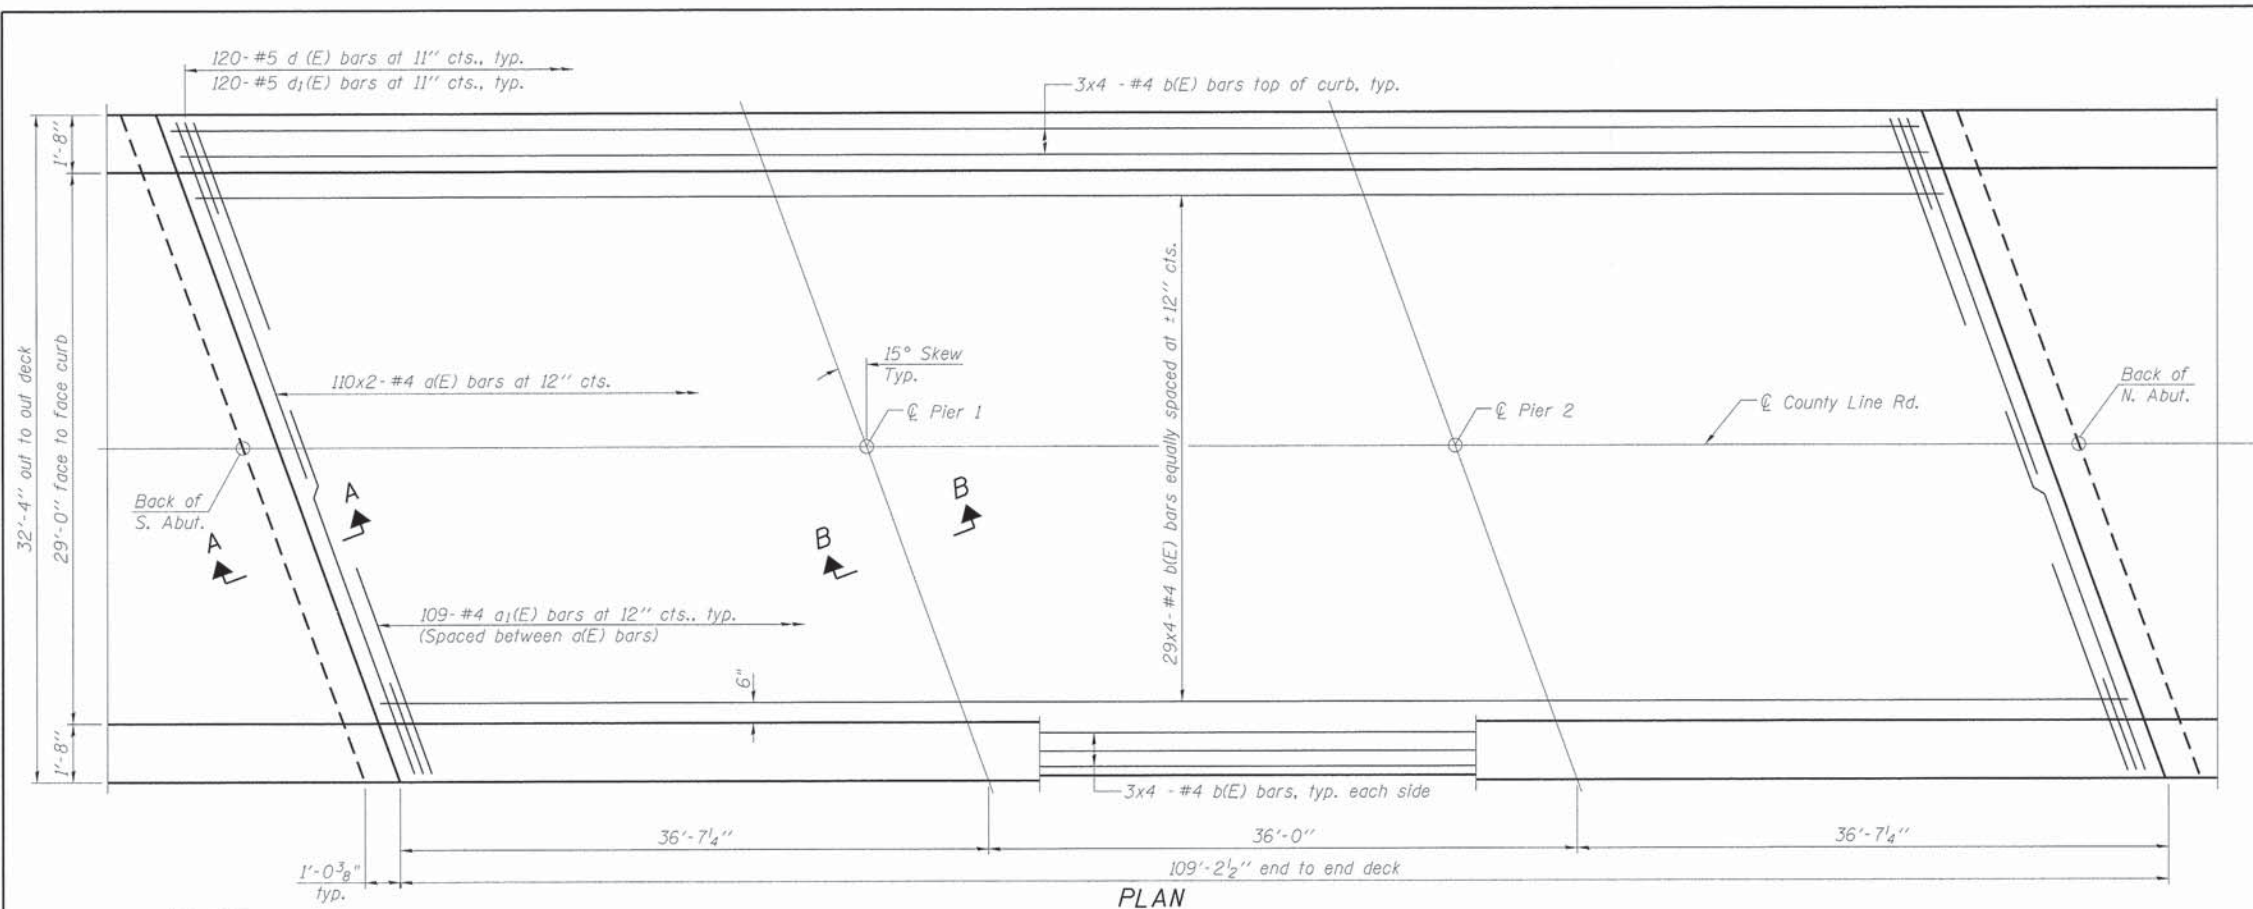 120-#5 d (E) bars at 11" cts., typ.
120-#5 d₁(E) bars at 11" cts., typ.
3x4 -#4 b(E) bars top of curb, typ.
1'-8"
32'-4" out to out deck
29'-0" face to face curb
29x4-#4 b(E) bars equally spaced at ±12" cts.
15° Skew
Typ.
110x2-#4 a(E) bars at 12" cts.
℄ Pier 1
℄ Pier 2
℄ County Line Rd.
Back of
N. Abut.
Back of
S. Abut.
A
A
B
B
109-#4 a₁(E) bars at 12" cts., typ.
(Spaced between a(E) bars)
6"
1'-8"
3x4 -#4 b(E) bars, typ. each side
36'-7¼"
36'-0"
36'-7¼"
1'-0⅜"
typ.
109'-2½" end to end deck
PLAN